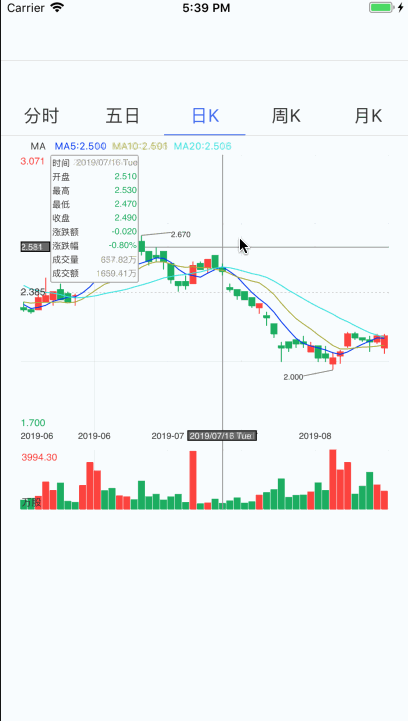 Carrier 5:39 PM
分时 五日 日K 周K 月K
MA MA5:2.500 MA10:2.501 MA20:2.505
3.071
时间 2019/07/16 Tue
开盘 2.510
最高 2.530
最低 2.470
收盘 2.490
涨跌额 -0.020
涨跌幅 -0.80%
成交量 657.82万
成交额 1659.41万
2.670
2.581
2.385
2.000
1.700
2019-06 2019-06 2019-07 2019/07/16 Tue 2019-08
3994.30
万股